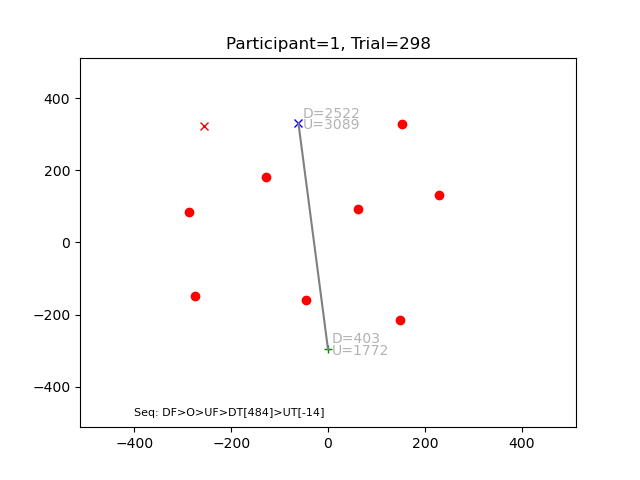 Participant=1, Trial=298
D=2522
U=3089
D=403
U=1772
Seq: DF>O>UF>DT[484]>UT[-14]
400
200
0
−200
−400
−400
−200
0
200
400